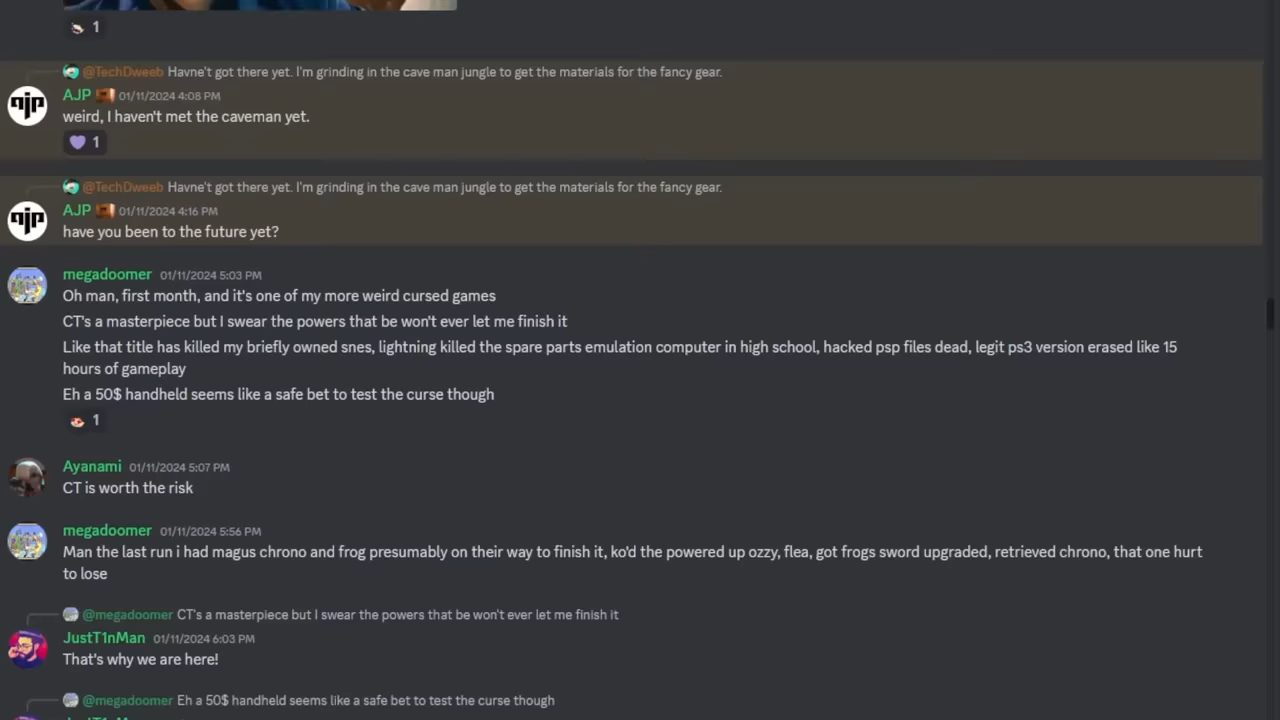 1
@TechDweeb Havne't got there yet. I'm grinding in the cave man jungle to get the materials for the fancy gear.
ajp AJP 01/11/2024 4:08 PM
weird, I haven't met the caveman yet.
1
@TechDweeb Havne't got there yet. I'm grinding in the cave man jungle to get the materials for the fancy gear.
ajp AJP 01/11/2024 4:16 PM
have you been to the future yet?
megadoomer 01/11/2024 5:03 PM
Oh man, first month, and it's one of my more weird cursed games
CT's a masterpiece but I swear the powers that be won't ever let me finish it
Like that title has killed my briefly owned snes, lightning killed the spare parts emulation computer in high school, hacked psp files dead, legit ps3 version erased like 15
hours of gameplay
Eh a 50$ handheld seems like a safe bet to test the curse though
1
Ayanami 01/11/2024 5:07 PM
CT is worth the risk
megadoomer 01/11/2024 5:56 PM
Man the last run i had magus chrono and frog presumably on their way to finish it, ko'd the powered up ozzy, flea, got frogs sword upgraded, retrieved chrono, that one hurt
to lose
@megadoomer CT's a masterpiece but I swear the powers that be won't ever let me finish it
JustT1nMan 01/11/2024 6:03 PM
That's why we are here!
@megadoomer Eh a 50$ handheld seems like a safe bet to test the curse though